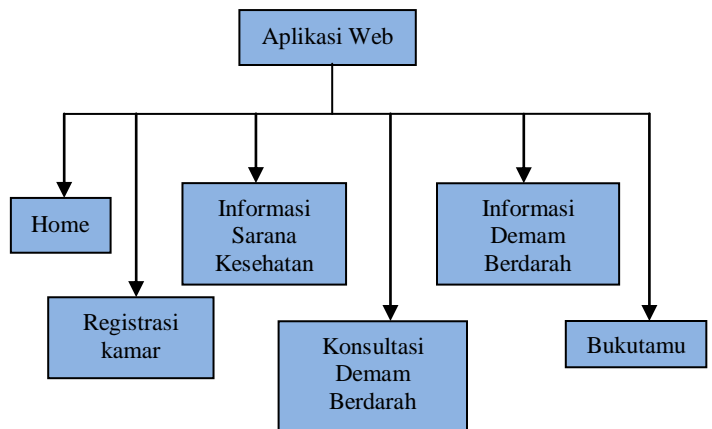 Aplikasi Web
Home
Registrasi
kamar
Informasi
Sarana
Kesehatan
Konsultasi
Demam
Berdarah
Informasi
Demam
Berdarah
Bukutamu